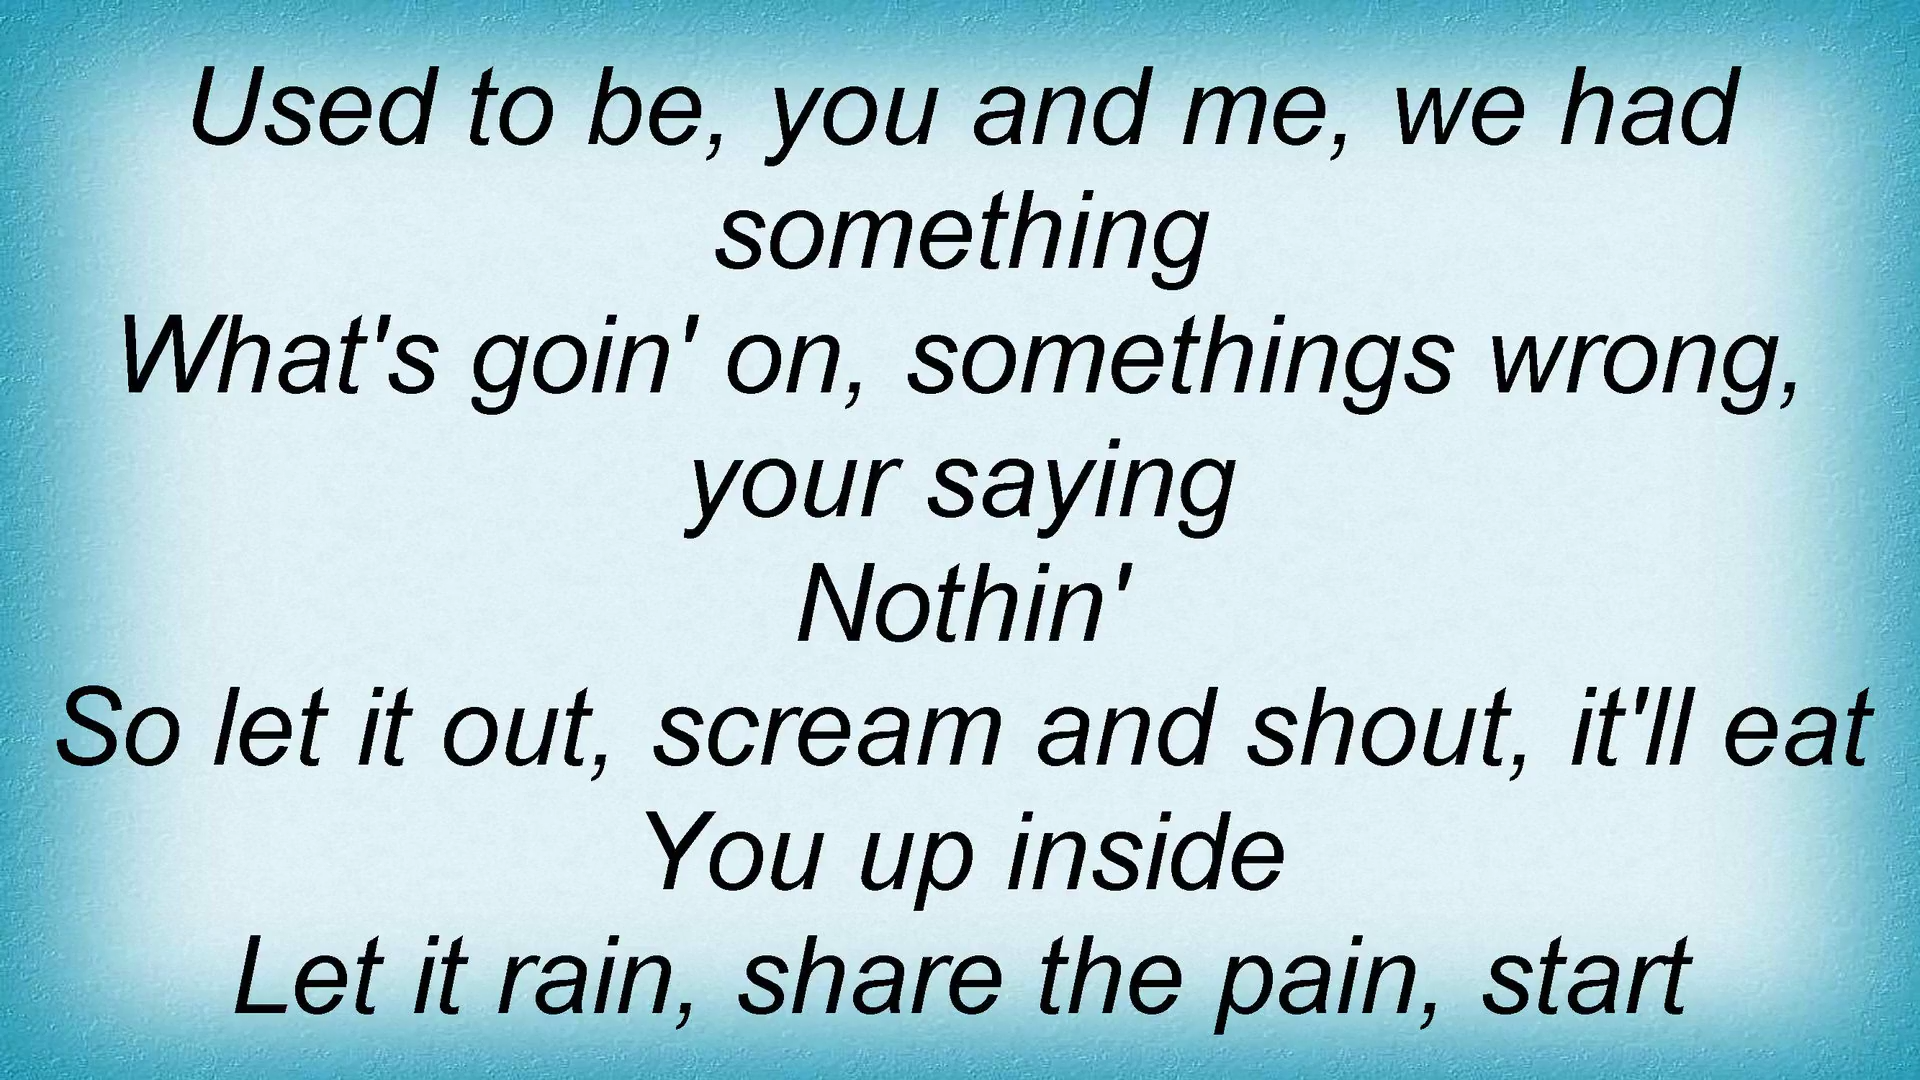 Used to be, you and me, we had
something
What's goin' on, somethings wrong,
your saying
Nothin'
So let it out, scream and shout, it'll eat
You up inside
Let it rain, share the pain, start